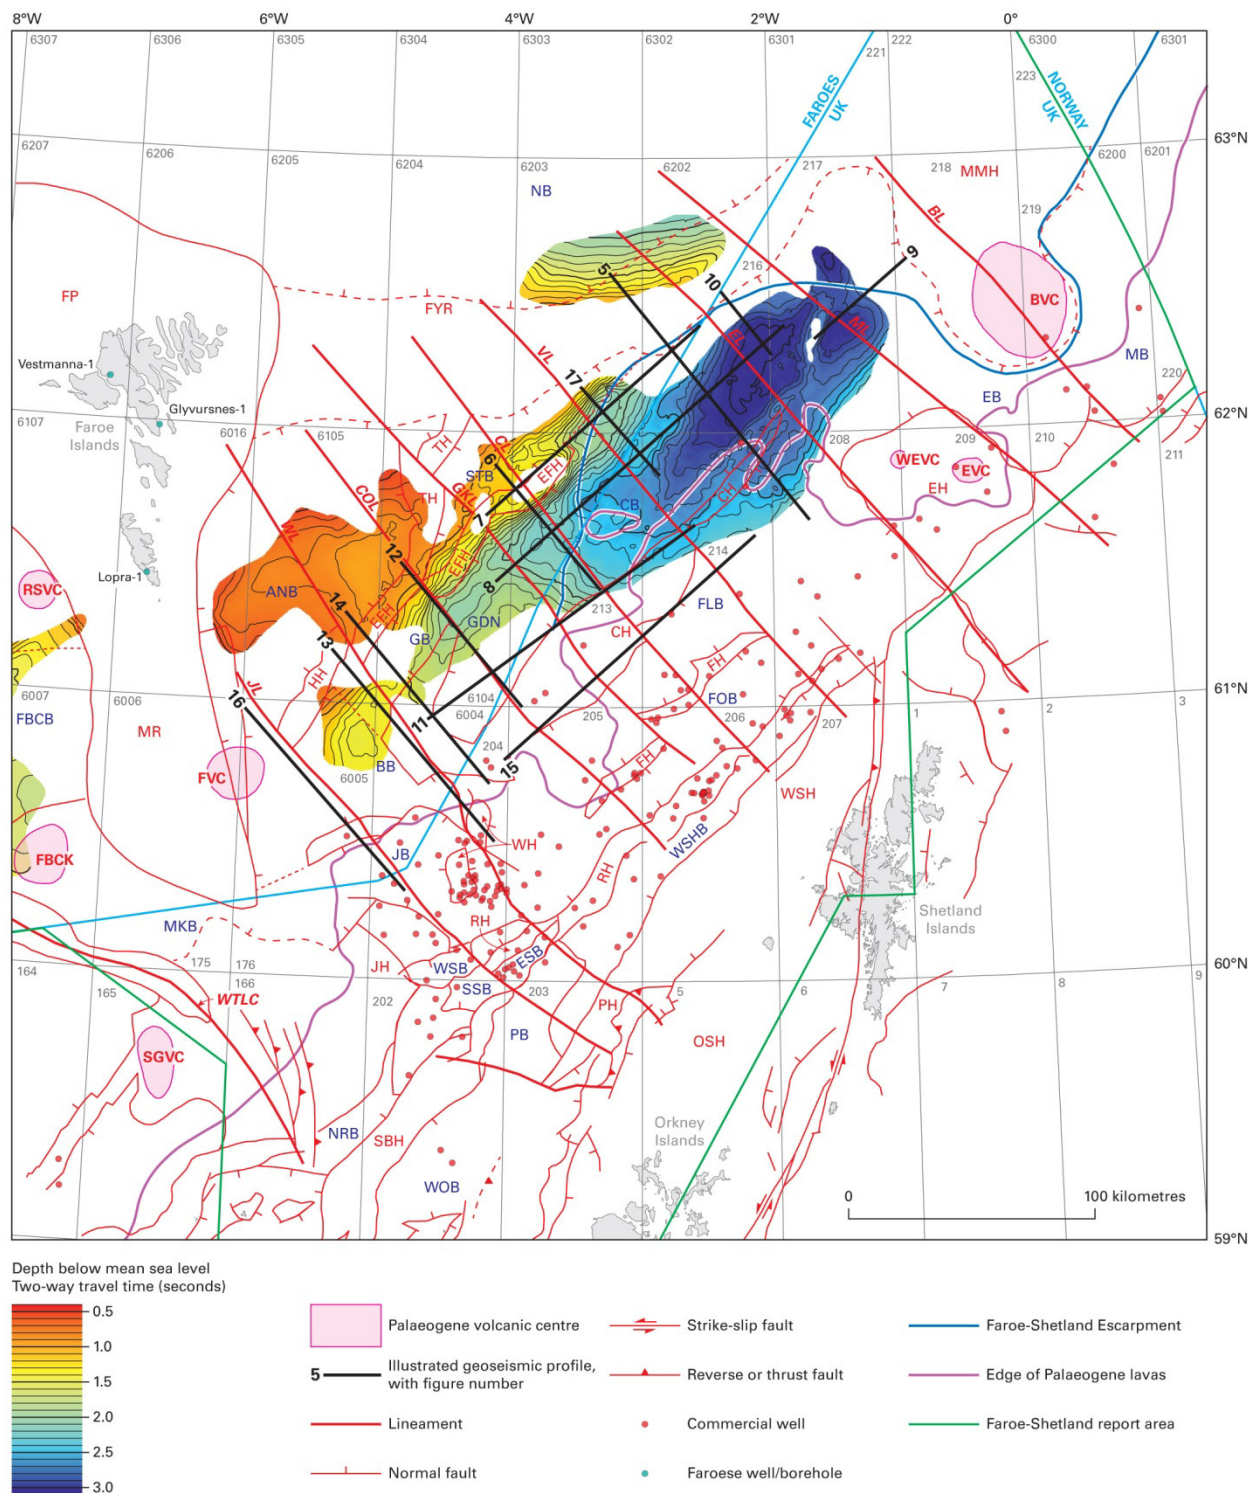 8°W 6°W 4°W 2°W 0°
6307 6306 6305 6304 6303 6302 6301 221 222 6300 6301
223
FAROES
UK
NORWAY
UK
63°N
6207 6206 6205 6204 6203 6202 217 218 6200 6201
MMH
NB
219
BL
216
5 10 9
FP
FYR
BVC
ML
FL
VL
MB
Vestmanna-1
17
220
EB
Glyvursnes-1
62°N
6107
Faroe
Islands
6016 6105
TH
CL
208 209 210
211
6
EFH
WEVC
EVC
STB
EH
COL
GKL
TH
CH
WL
7
CB
12
EFH
214
Lopra-1
8
RSVC
ANB
14
213
FLB
EFH
GDN
GB
CH
13
FH
HH
61°N
JL
6104
6007
16
6006
11
6004
FOB
FBCB
205 206 207
1 2 3
MR
204
15
FH
BB
FVC
6005
WSH
WH
WSHB
JB
FBCK
RH
RH
Shetland
Islands
MKB
ESB
60°N
164
175 176
JH
WSB
165
166
SSB
WTLC
202 203
5 6 7 8 9
PH
PB
OSH
SGVC
Orkney
Islands
NRB
SBH
WOB
0 100 kilometres
4
59°N
Depth below mean sea level
Two-way travel time (seconds)
0.5
1.0
1.5
2.0
2.5
3.0
Palaeogene volcanic centre
5 Illustrated geoseismic profile,
with figure number
Lineament
Normal fault
Strike-slip fault
Reverse or thrust fault
Commercial well
Faroese well/borehole
Faroe-Shetland Escarpment
Edge of Palaeogene lavas
Faroe-Shetland report area